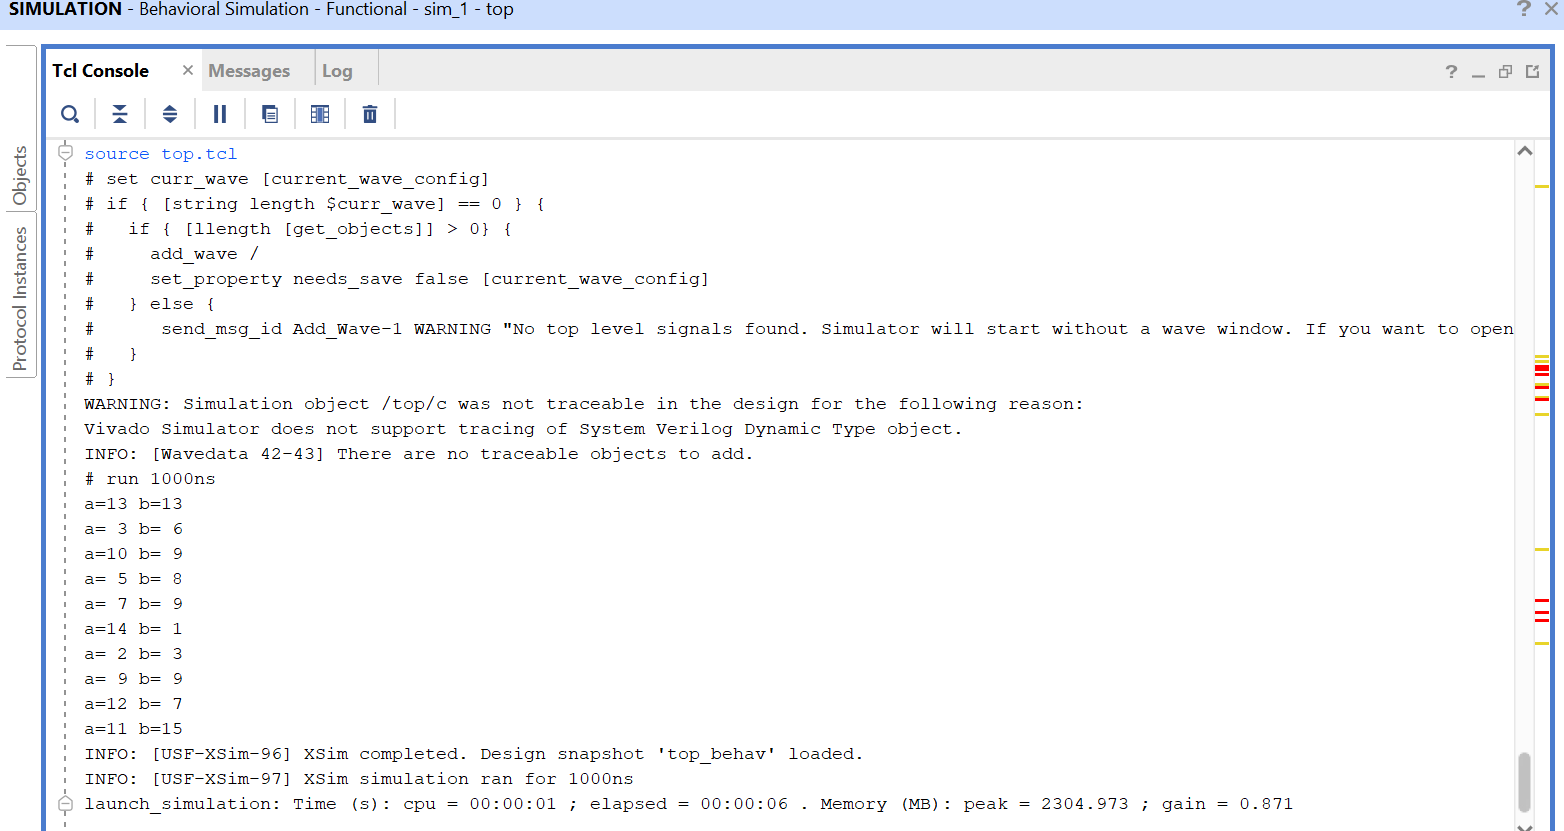 SIMULATION - Behavioral Simulation - Functional - sim_1 - top
? ×
Objects
Protocol Instances
Tcl Console × Messages Log
?
source top.tcl
# set curr_wave [current_wave_config]
# if { [string length $curr_wave] == 0 } {
#   if { [llength [get_objects]] > 0} {
#     add_wave /
#     set_property needs_save false [current_wave_config]
#   } else {
#      send_msg_id Add_Wave-1 WARNING "No top level signals found. Simulator will start without a wave window. If you want to open
#   }
# }
WARNING: Simulation object /top/c was not traceable in the design for the following reason:
Vivado Simulator does not support tracing of System Verilog Dynamic Type object.
INFO: [Wavedata 42-43] There are no traceable objects to add.
# run 1000ns
a=13 b=13
a= 3 b= 6
a=10 b= 9
a= 5 b= 8
a= 7 b= 9
a=14 b= 1
a= 2 b= 3
a= 9 b= 9
a=12 b= 7
a=11 b=15
INFO: [USF-XSim-96] XSim completed. Design snapshot 'top_behav' loaded.
INFO: [USF-XSim-97] XSim simulation ran for 1000ns
launch_simulation: Time (s): cpu = 00:00:01 ; elapsed = 00:00:06 . Memory (MB): peak = 2304.973 ; gain = 0.871